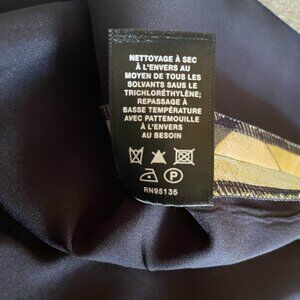 NETTOYAGE À SEC
À L'ENVERS AU
MOYEN DE TOUS LES
SOLVANTS SAUF LE
TRICHLORÉTHYLÈNE;
REPASSAGE À
BASSE TEMPÉRATURE
AVEC PATTEMOUILLE
À L'ENVERS
AU BESOIN
P
RN95135